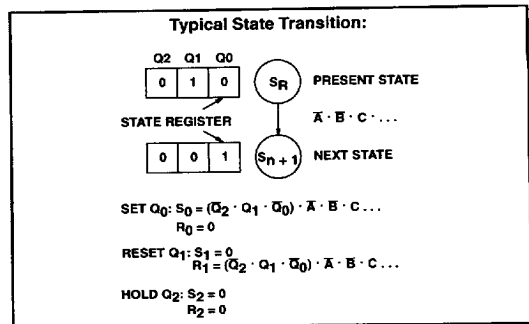 Typical State Transition:
Q2 Q1 Q0
0 1 0
S_R
PRESENT STATE
STATE REGISTER
A̅ · B̅ · C · . . .
0 0 1
S_n + 1
NEXT STATE
SET Q₀: S₀ = (Q̅₂ · Q₁ · Q̅₀) · A̅ · B̅ · C . . .
R₀ = 0
RESET Q₁: S₁ = 0
R₁ = (Q̅₂ · Q₁ · Q̅₀) · A̅ · B̅ · C . . .
HOLD Q₂: S₂ = 0
R₂ = 0